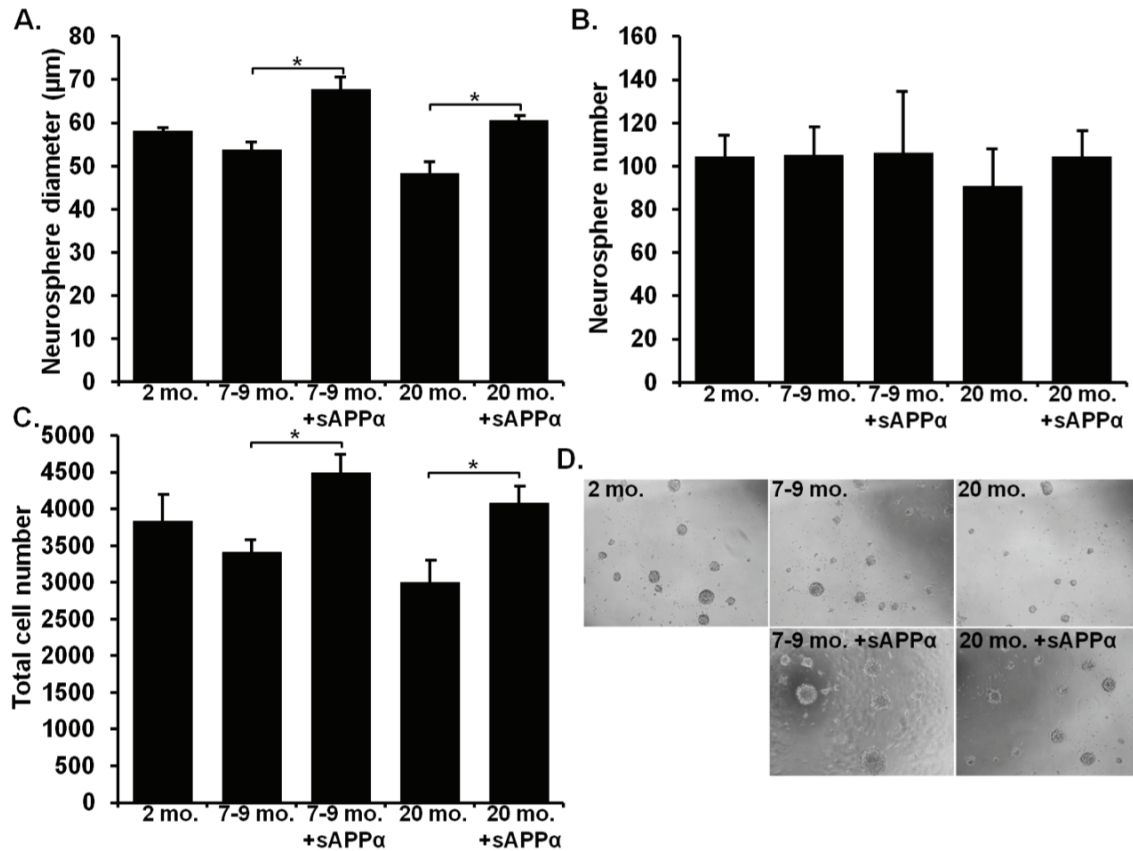 A.
Neurosphere diameter (µm)
80
70
60
50
40
30
20
10
0
*
*
2 mo.
7-9 mo.
7-9 mo.
+sAPPα
20 mo.
20 mo.
+sAPPα
B.
Neurosphere number
160
140
120
100
80
60
40
20
0
2 mo.
7-9 mo.
7-9 mo.
+sAPPα
20 mo.
20 mo.
+sAPPα
C.
Total cell number
5000
4500
4000
3500
3000
2500
2000
1500
1000
500
0
*
*
2 mo.
7-9 mo.
7-9 mo.
+sAPPα
20 mo.
20 mo.
+sAPPα
D.
2 mo.
7-9 mo.
20 mo.
7-9 mo. +sAPPα
20 mo. +sAPPα